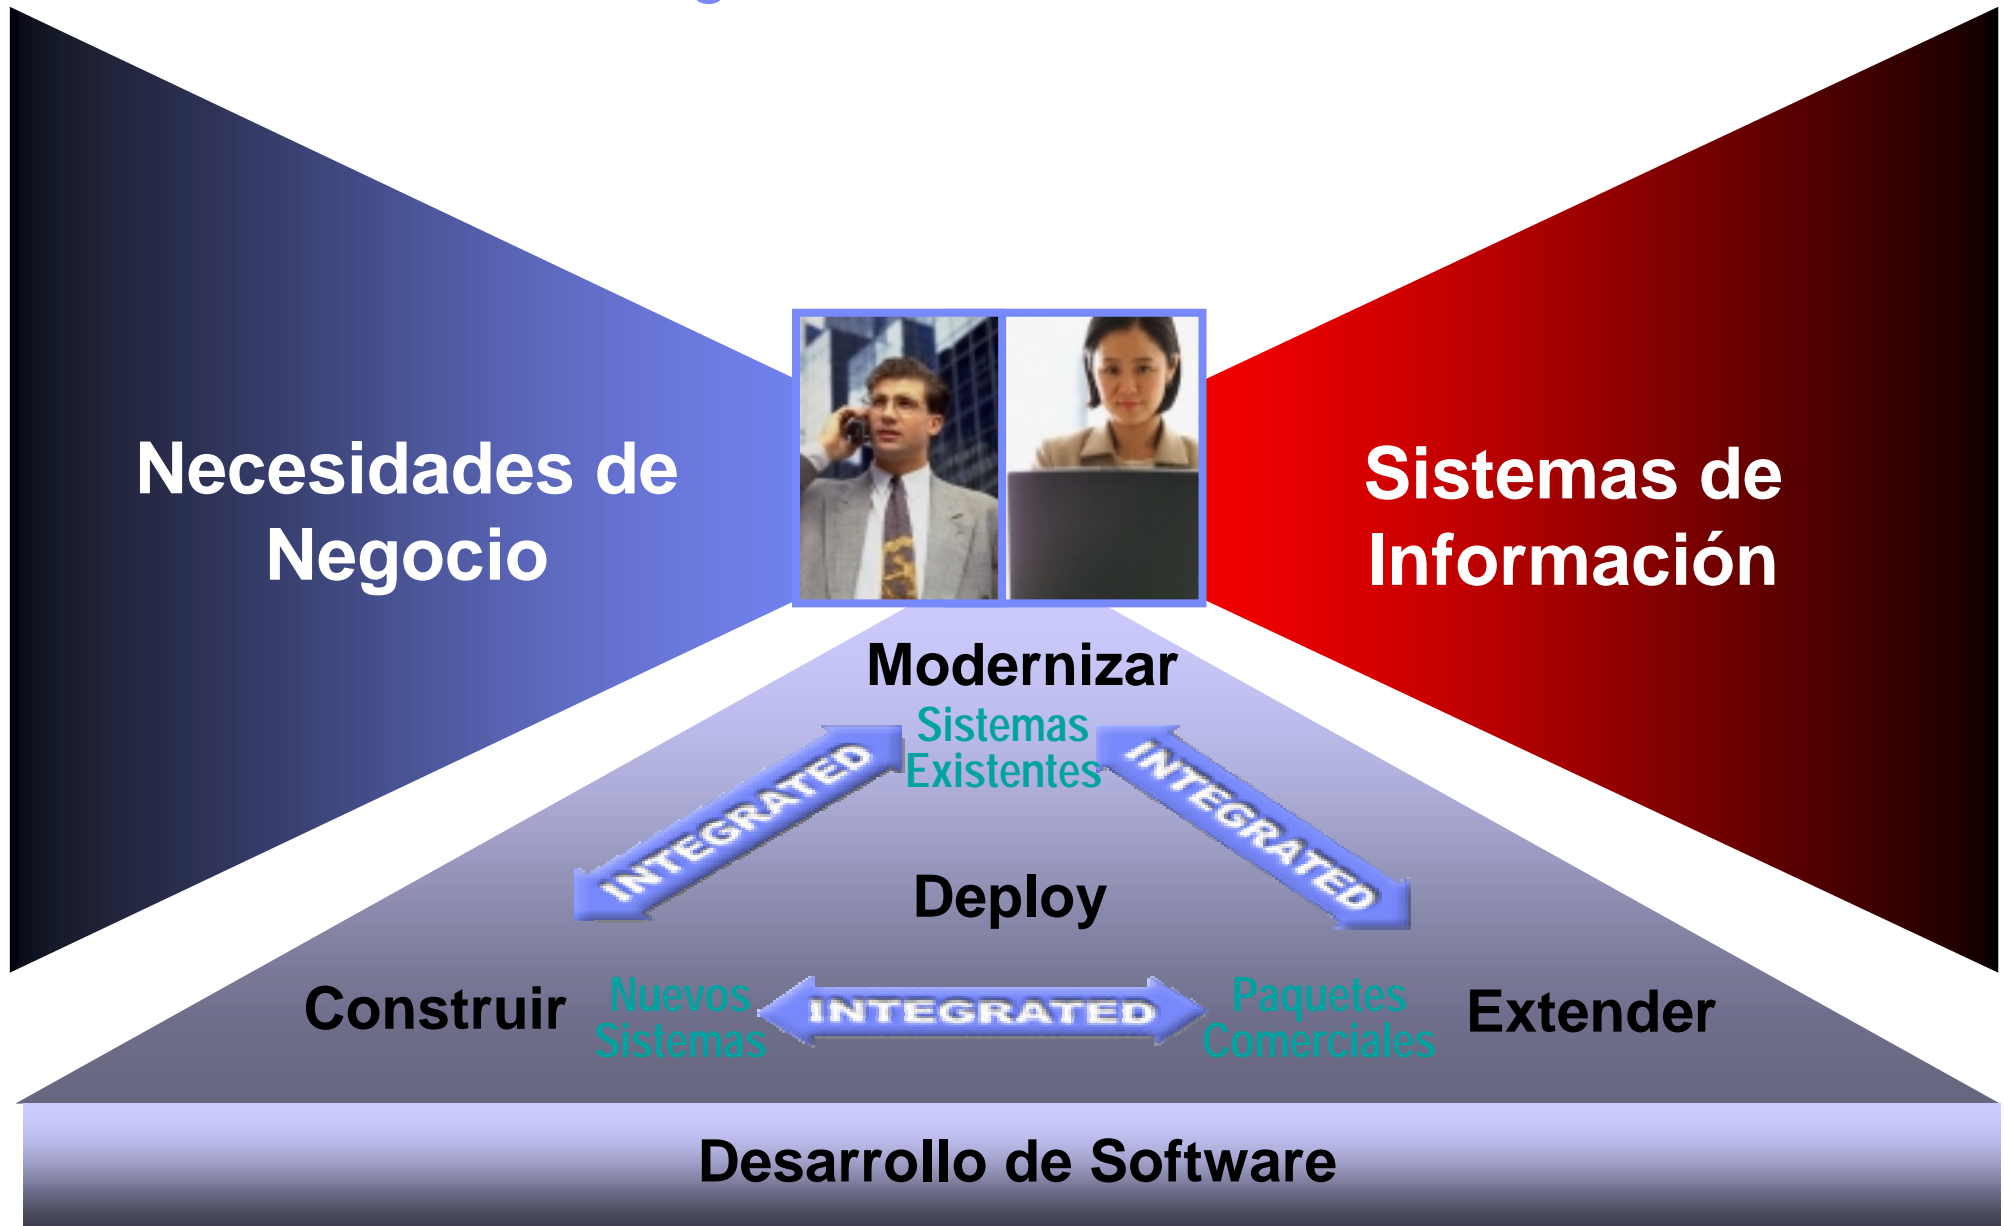 Necesidades de
Negocio
Sistemas de
Información
Modernizar
Sistemas
Existentes
INTEGRATED
INTEGRATED
Deploy
Construir
Nuevos
Sistemas
INTEGRATED
Paquetes
Comerciales
Extender
Desarrollo de Software